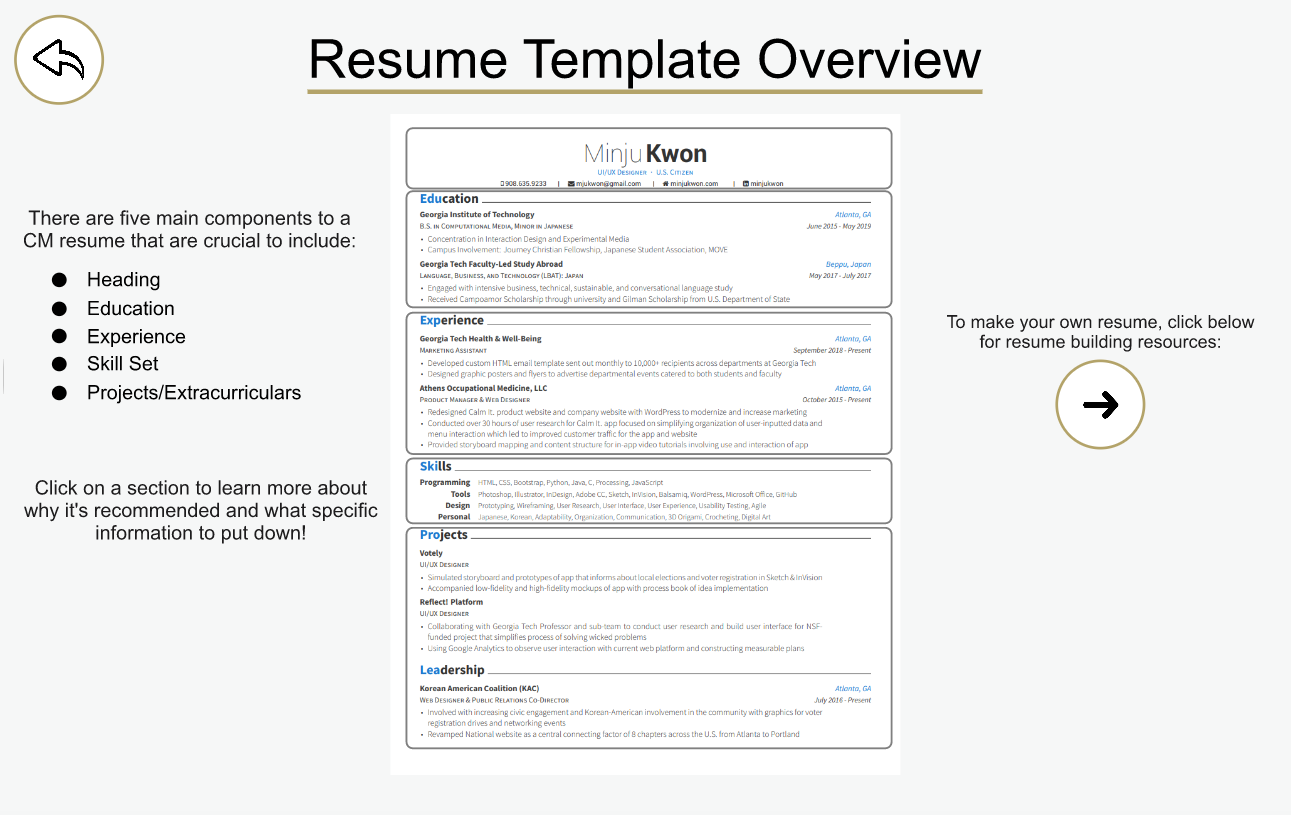 Resume Template Overview
There are five main components to a
CM resume that are crucial to include:
● Heading
● Education
● Experience
● Skill Set
● Projects/Extracurriculars
Click on a section to learn more about
why it's recommended and what specific
information to put down!
Minju Kwon
UI/UX Designer · U.S. Citizen
908.635.9233 | mjukwon@gmail.com | minjukwon.com | minjukwon
Education
Georgia Institute of Technology Atlanta, GA
B.S. in Computational Media, Minor in Japanese June 2015 - May 2019
• Concentration in Interaction Design and Experimental Media
• Campus Involvement: Journey Christian Fellowship, Japanese Student Association, MOVE
Georgia Tech Faculty-Led Study Abroad Beppu, Japan
Language, Business, and Technology (LBAT): Japan May 2017 - July 2017
• Engaged with intensive business, technical, sustainable, and conversational language study
• Received Campoamor Scholarship through university and Gilman Scholarship from U.S. Department of State
Experience
Georgia Tech Health & Well-Being Atlanta, GA
Marketing Assistant September 2018 - Present
• Developed custom HTML email template sent out monthly to 10,000+ recipients across departments at Georgia Tech
• Designed graphic posters and flyers to advertise departmental events catered to both students and faculty
Athens Occupational Medicine, LLC Atlanta, GA
Product Manager & Web Designer October 2015 - Present
• Redesigned Calm It. product website and company website with WordPress to modernize and increase marketing
• Conducted over 30 hours of user research for Calm It. app focused on simplifying organization of user-inputted data and
menu interaction which led to improved customer traffic for the app and website
• Provided storyboard mapping and content structure for in-app video tutorials involving use and interaction of app
Skills
Programming HTML, CSS, Bootstrap, Python, Java, C, Processing, JavaScript
Tools Photoshop, Illustrator, InDesign, Adobe CC, Sketch, InVision, Balsamiq, WordPress, Microsoft Office, GitHub
Design Prototyping, Wireframing, User Research, User Interface, User Experience, Usability Testing, Agile
Personal Japanese, Korean, Adaptability, Organization, Communication, 3D Origami, Crocheting, Digital Art
Projects
Votely
UI/UX Designer
• Simulated storyboard and prototypes of app that informs about local elections and voter registration in Sketch & InVision
• Accompanied low-fidelity and high-fidelity mockups of app with process book of idea implementation
Reflect! Platform
UI/UX Designer
• Collaborating with Georgia Tech Professor and sub-team to conduct user research and build user interface for NSF-
funded project that simplifies process of solving wicked problems
• Using Google Analytics to observe user interaction with current web platform and constructing measurable plans
Leadership
Korean American Coalition (KAC) Atlanta, GA
Web Designer & Public Relations Co-Director July 2016 - Present
• Involved with increasing civic engagement and Korean-American involvement in the community with graphics for voter
registration drives and networking events
• Revamped National website as a central connecting factor of 8 chapters across the U.S. from Atlanta to Portland
To make your own resume, click below
for resume building resources: